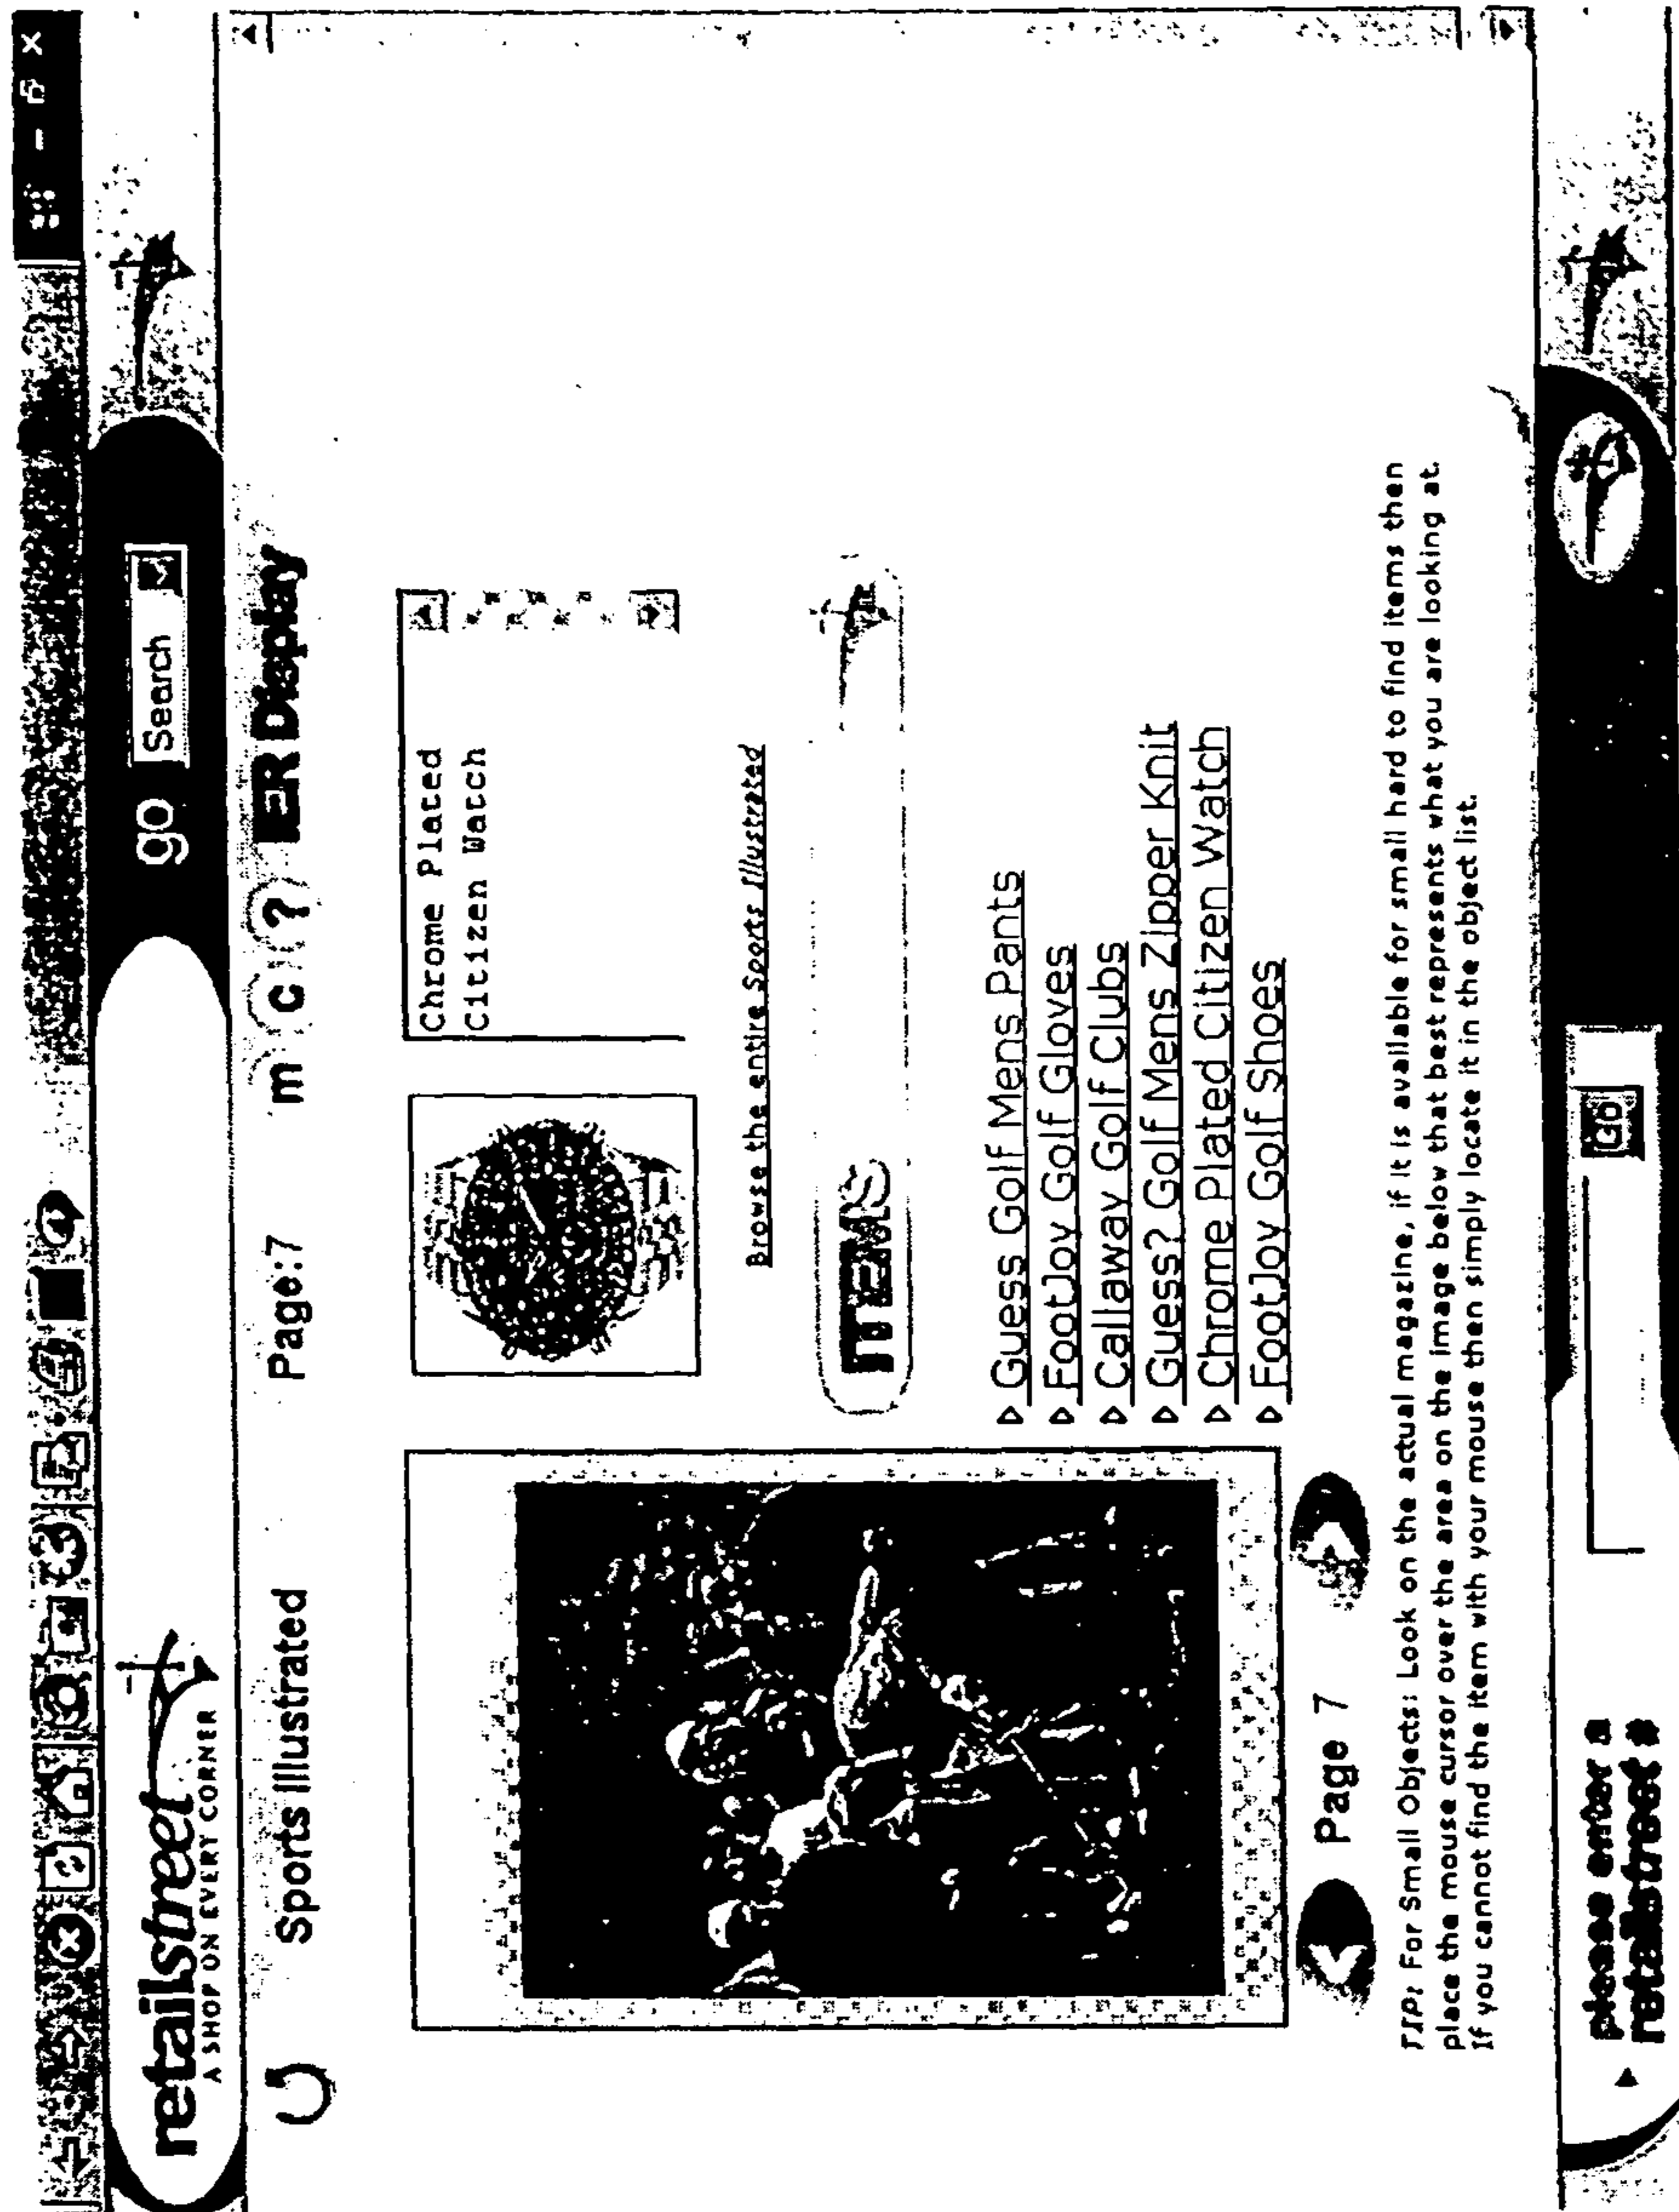 retailstreet
A SHOP ON EVERY CORNER
go
Search
Sports Illustrated
Page:7
m c ? ER Display
Chrome Plated
Citizen Watch
Browse the entire Sports Illustrated
ITEMS
Guess Golf Mens Pants
FootJoy Golf Gloves
Callaway Golf Clubs
Guess? Golf Mens Zipper Knit
Chrome Plated Citizen Watch
FootJoy Golf Shoes
Page 7
TIP: For Small Objects: Look on the actual magazine, if it is available for small hard to find items then
place the mouse cursor over the area on the image below that best represents what you are looking at.
If you cannot find the item with your mouse then simply locate it in the object list.
please enter a
retailstreet #
Go